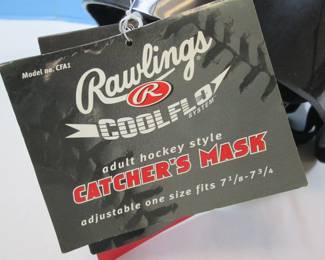 Model no. CFA1
Rawlings
R
COOLFLO
SYSTEM
adult hockey style
CATCHER'S MASK
adjustable one size fits 7 1/8-7 3/4